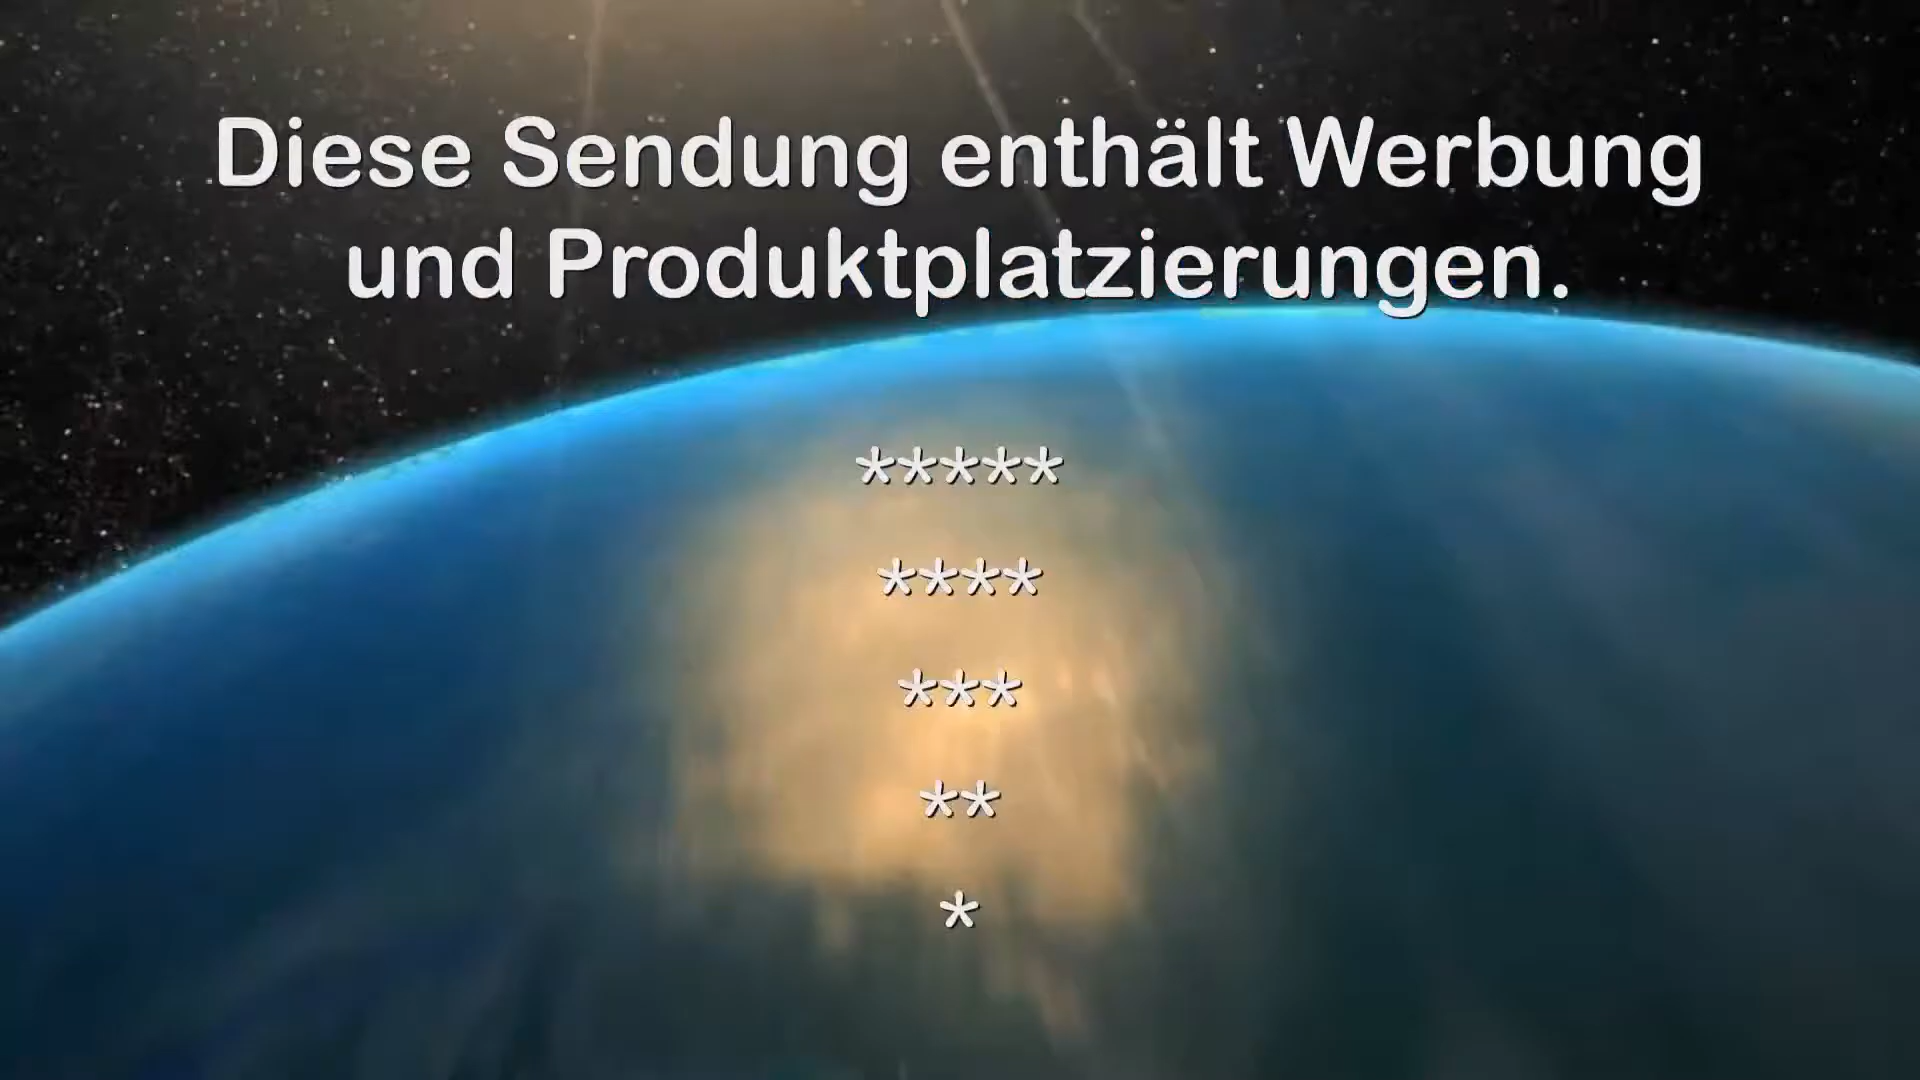 Diese Sendung enthält Werbung
und Produktplatzierungen.
*****
****
***
**
*